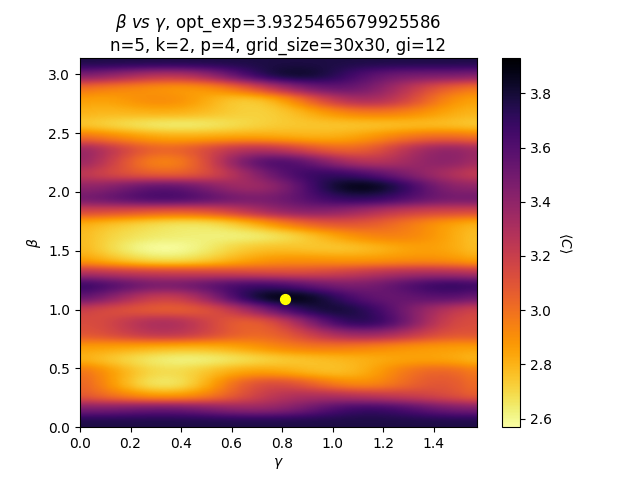 β vs γ, opt_exp=3.9325465679925586
n=5, k=2, p=4, grid_size=30x30, gi=12
3.0
2.5
2.0
1.5
1.0
0.5
0.0
β
0.0 0.2 0.4 0.6 0.8 1.0 1.2 1.4
γ
3.8
3.6
3.4
3.2
3.0
2.8
2.6
⟨C⟩